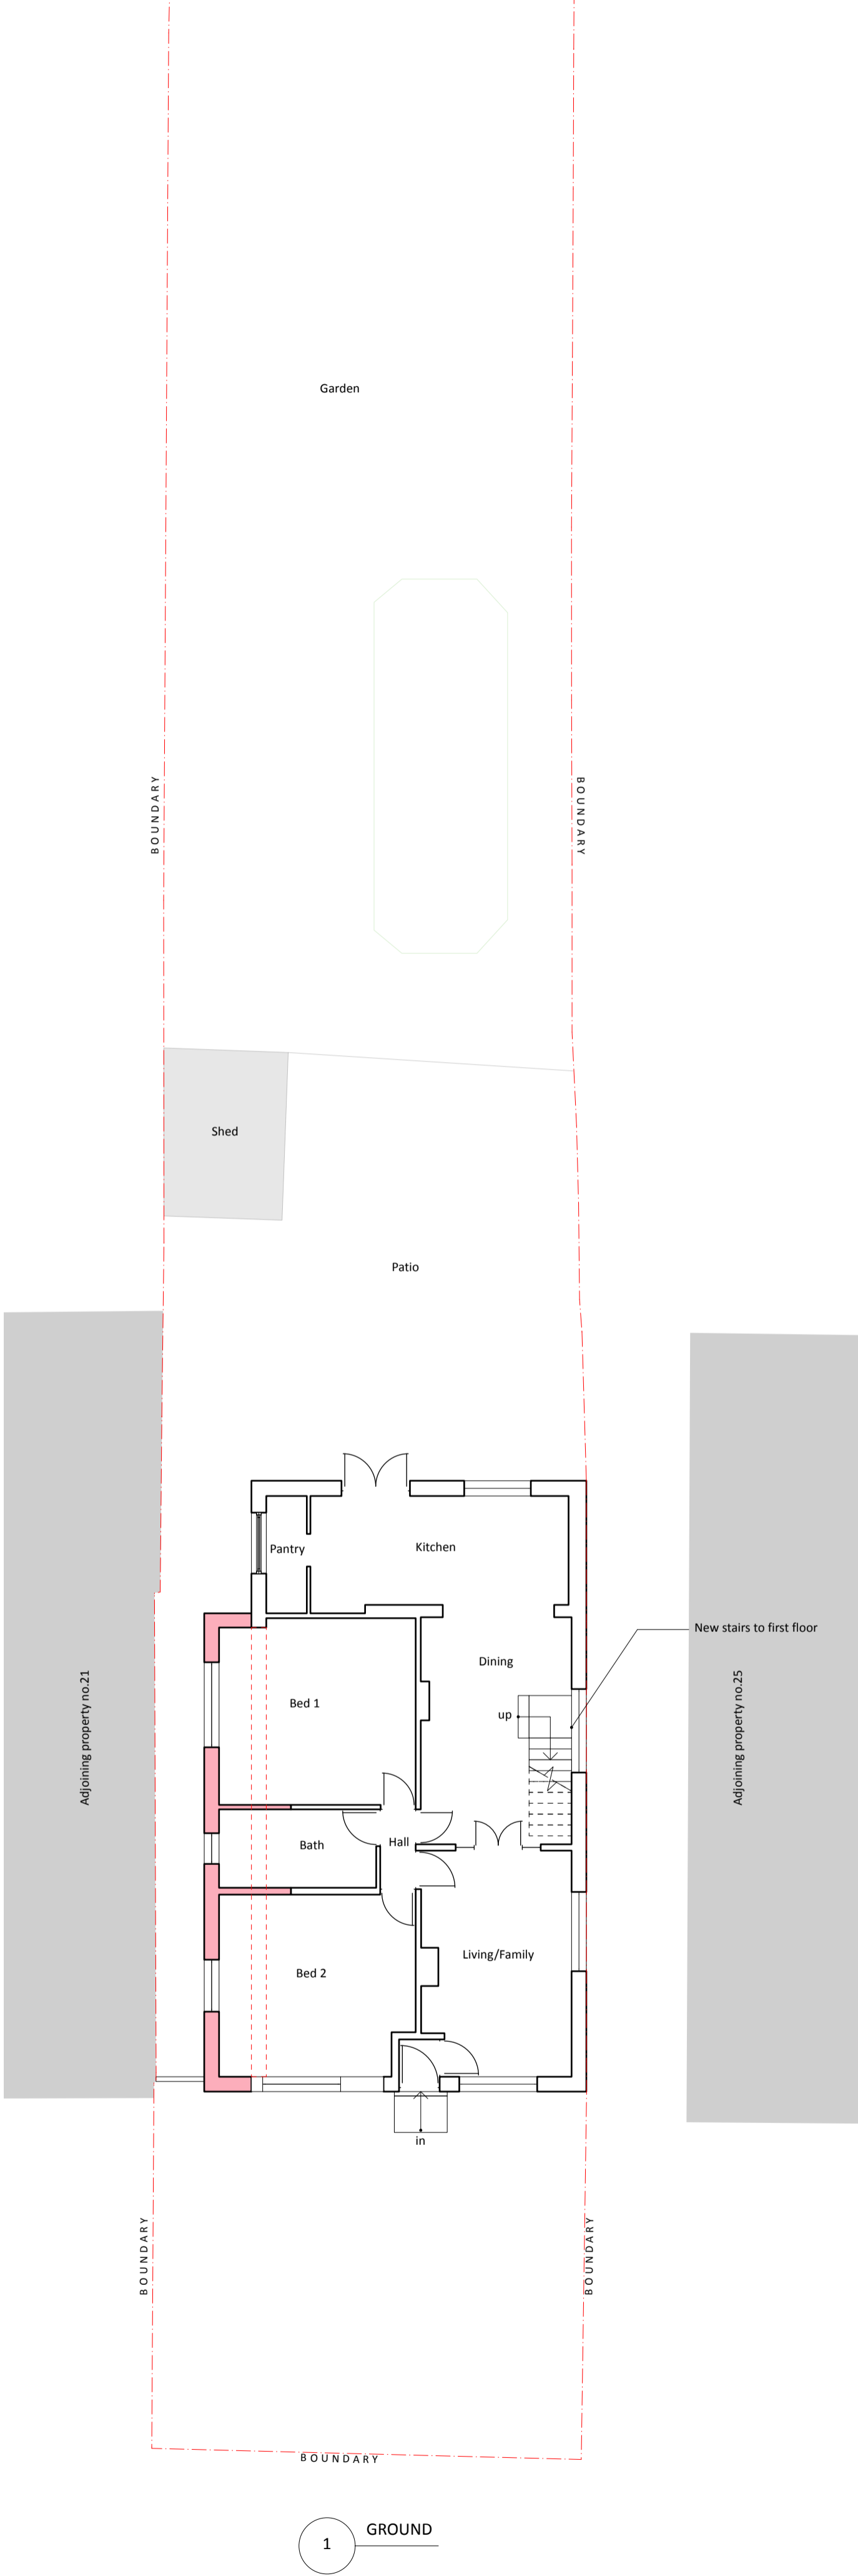 Garden
BOUNDARY
BOUNDARY
Shed
Patio
Pantry
Kitchen
New stairs to first floor
Dining
Adjoining property no.21
Bed 1
up
Adjoining property no.25
Bath
Hall
Living/Family
Bed 2
in
BOUNDARY
BOUNDARY
BOUNDARY
1
GROUND